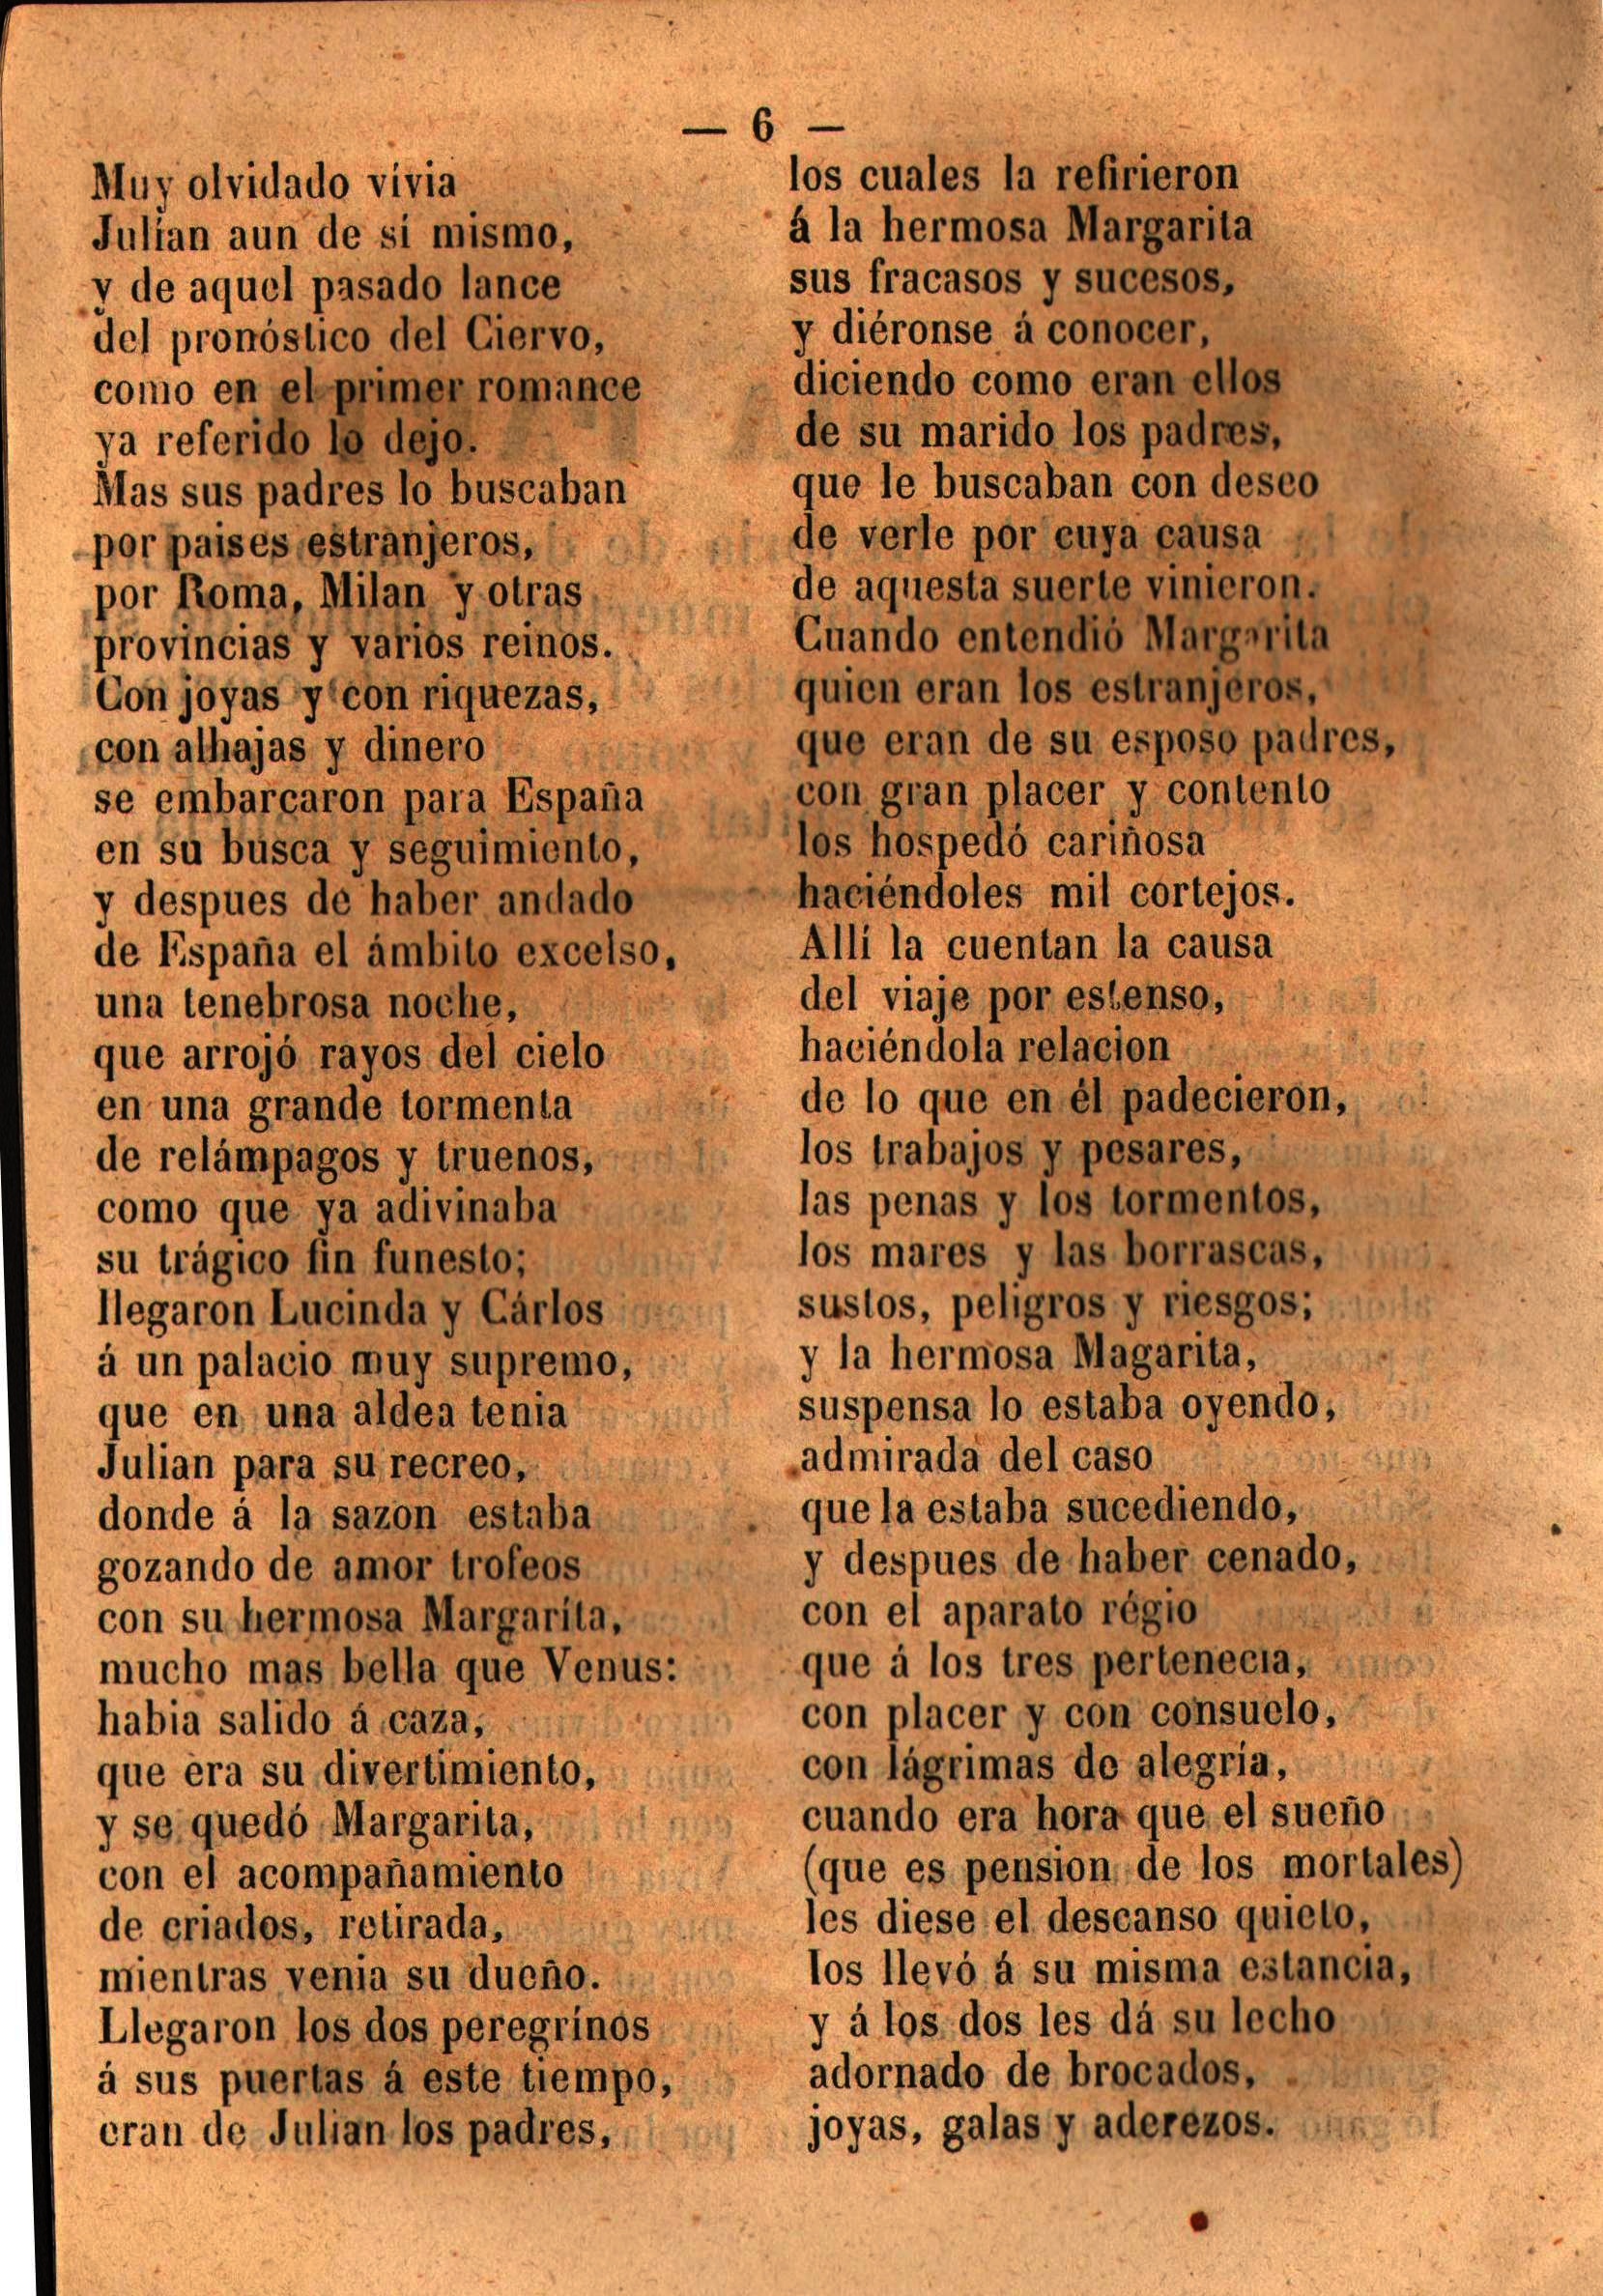 — 6 —
Muy olvidado vivia
Julian aun de si mismo,
y de aquel pasado lance
del pronóstico del Ciervo,
como en el primer romance
ya referido lo dejo.
Mas sus padres lo buscaban
por paises estranjeros,
por Roma, Milan y otras
provincias y varios reinos.
Con joyas y con riquezas,
con alhajas y dinero
se embarcaron para España
en su busca y seguimiento,
y despues de haber andado
de España el ámbito excelso,
una tenebrosa noche,
que arrojó rayos del cielo
en una grande tormenta
de relámpagos y truenos,
como que ya adivinaba
su trágico fin funesto;
llegaron Lucinda y Cárlos
á un palacio muy supremo,
que en una aldea tenia
Julian para su recreo,
donde á la sazon estaba
gozando de amor trofeos
con su hermosa Margarita,
mucho mas bella que Venus:
habia salido á caza,
que era su divertimiento,
y se quedó Margarita,
con el acompañamiento
de criados, retirada,
mientras venia su dueño.
Llegaron los dos peregrinos
á sus puertas á este tiempo,
eran de Julian los padres,
los cuales la refirieron
á la hermosa Margarita
sus fracasos y sucesos,
y diéronse á conocer,
diciendo como eran ellos
de su marido los padres,
que le buscaban con deseo
de verle por cuya causa
de aquesta suerte vinieron.
Cuando entendió Margarita
quien eran los estranjeros,
que eran de su esposo padres,
con gran placer y contento
los hospedó cariñosa
haciéndoles mil cortejos.
Allí la cuentan la causa
del viaje por estenso,
haciéndola relacion
de lo que en él padecieron,
los trabajos y pesares,
las penas y los tormentos,
los mares y las borrascas,
sustos, peligros y riesgos;
y la hermosa Magarita,
suspensa lo estaba oyendo,
admirada del caso
que la estaba sucediendo,
y despues de haber cenado,
con el aparato régio
que á los tres pertenecia,
con placer y con consuelo,
con lágrimas de alegría,
cuando era hora que el sueño
(que es pension de los mortales)
les diese el descanso quieto,
los llevó á su misma estancia,
y á los dos les dá su lecho
adornado de brocados,
joyas, galas y aderezos.